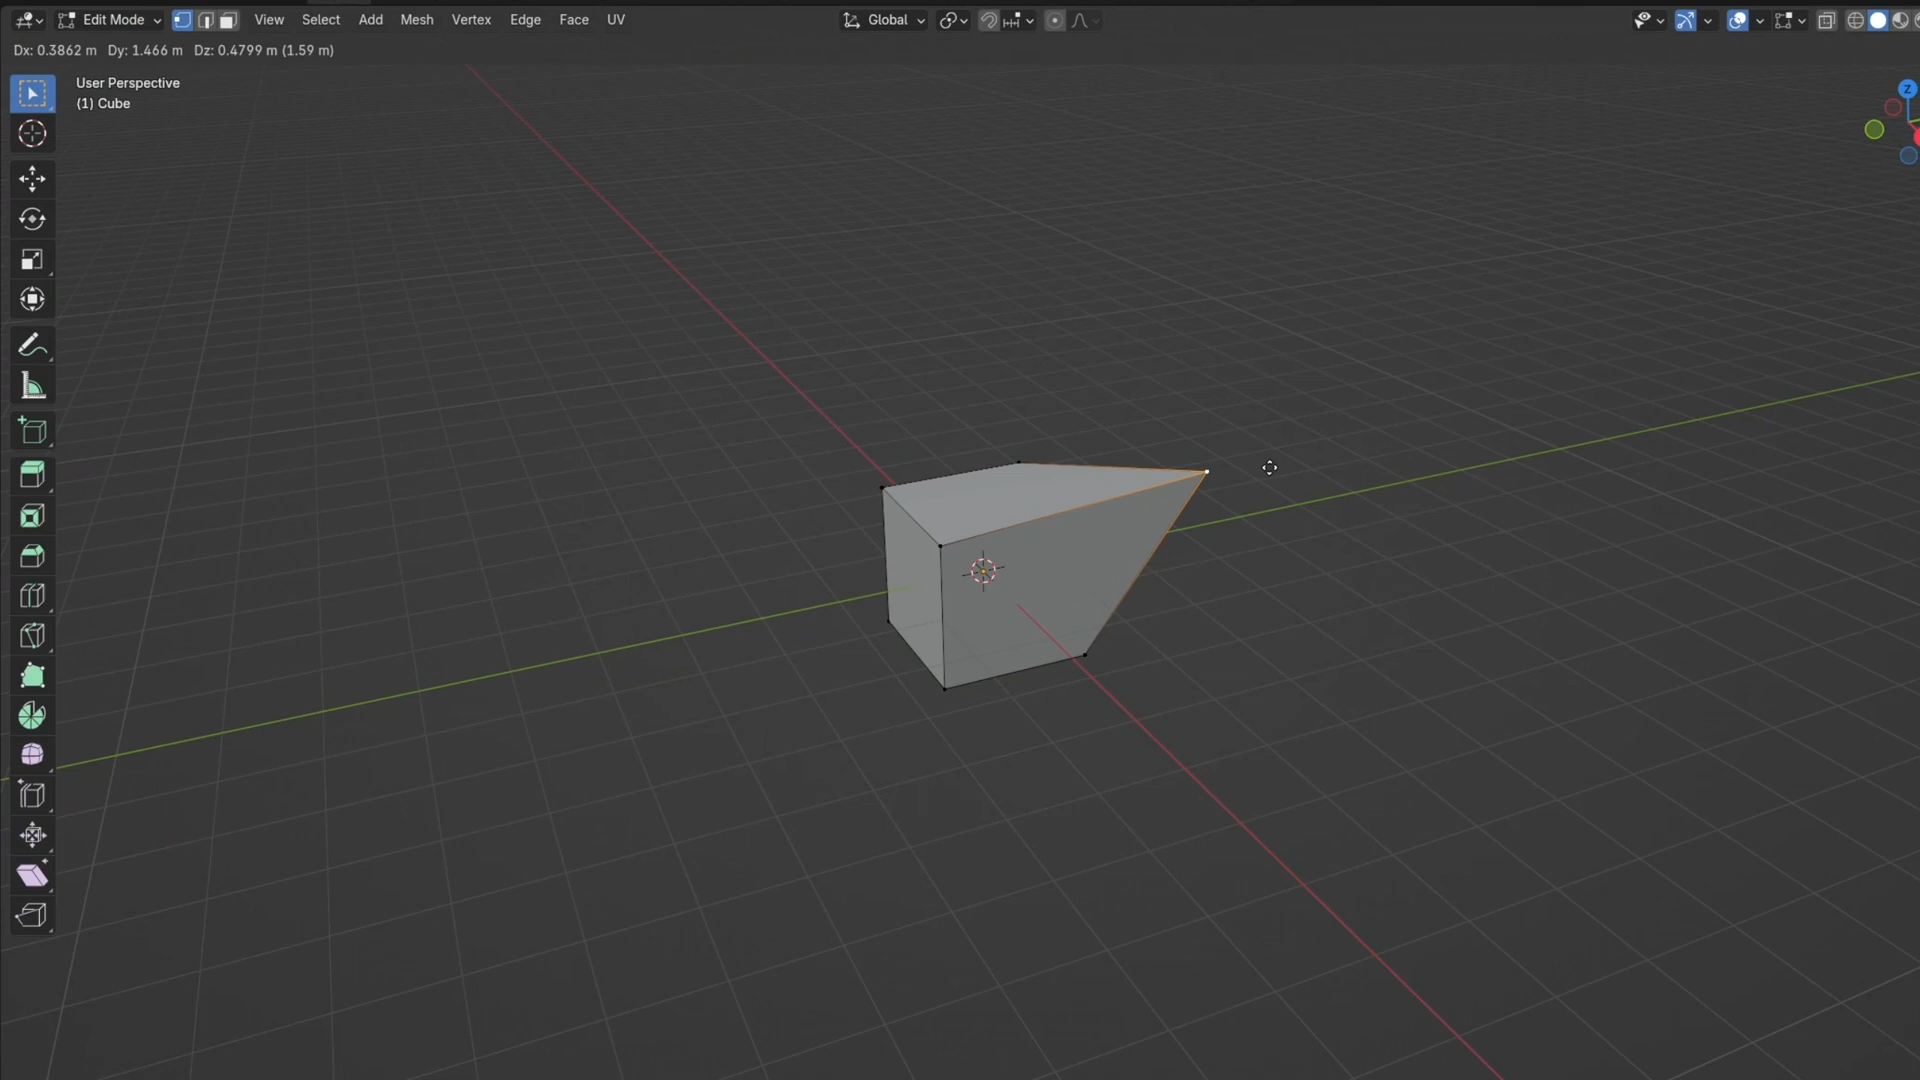 Edit Mode View Select Add Mesh Vertex Edge Face UV Global
Dx: 0.3862 m Dy: 1.466 m Dz: 0.4799 m (1.59 m)
User Perspective
(1) Cube
Z